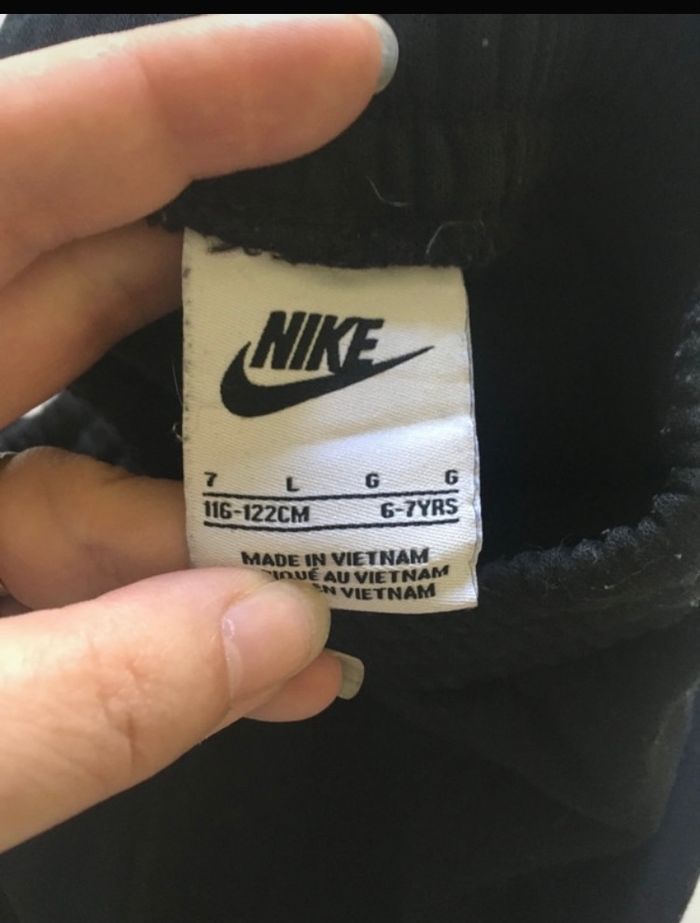 NIKE
7 L G G
116-122CM 6-7YRS
MADE IN VIETNAM
AU VIETNAM
VIETNAM